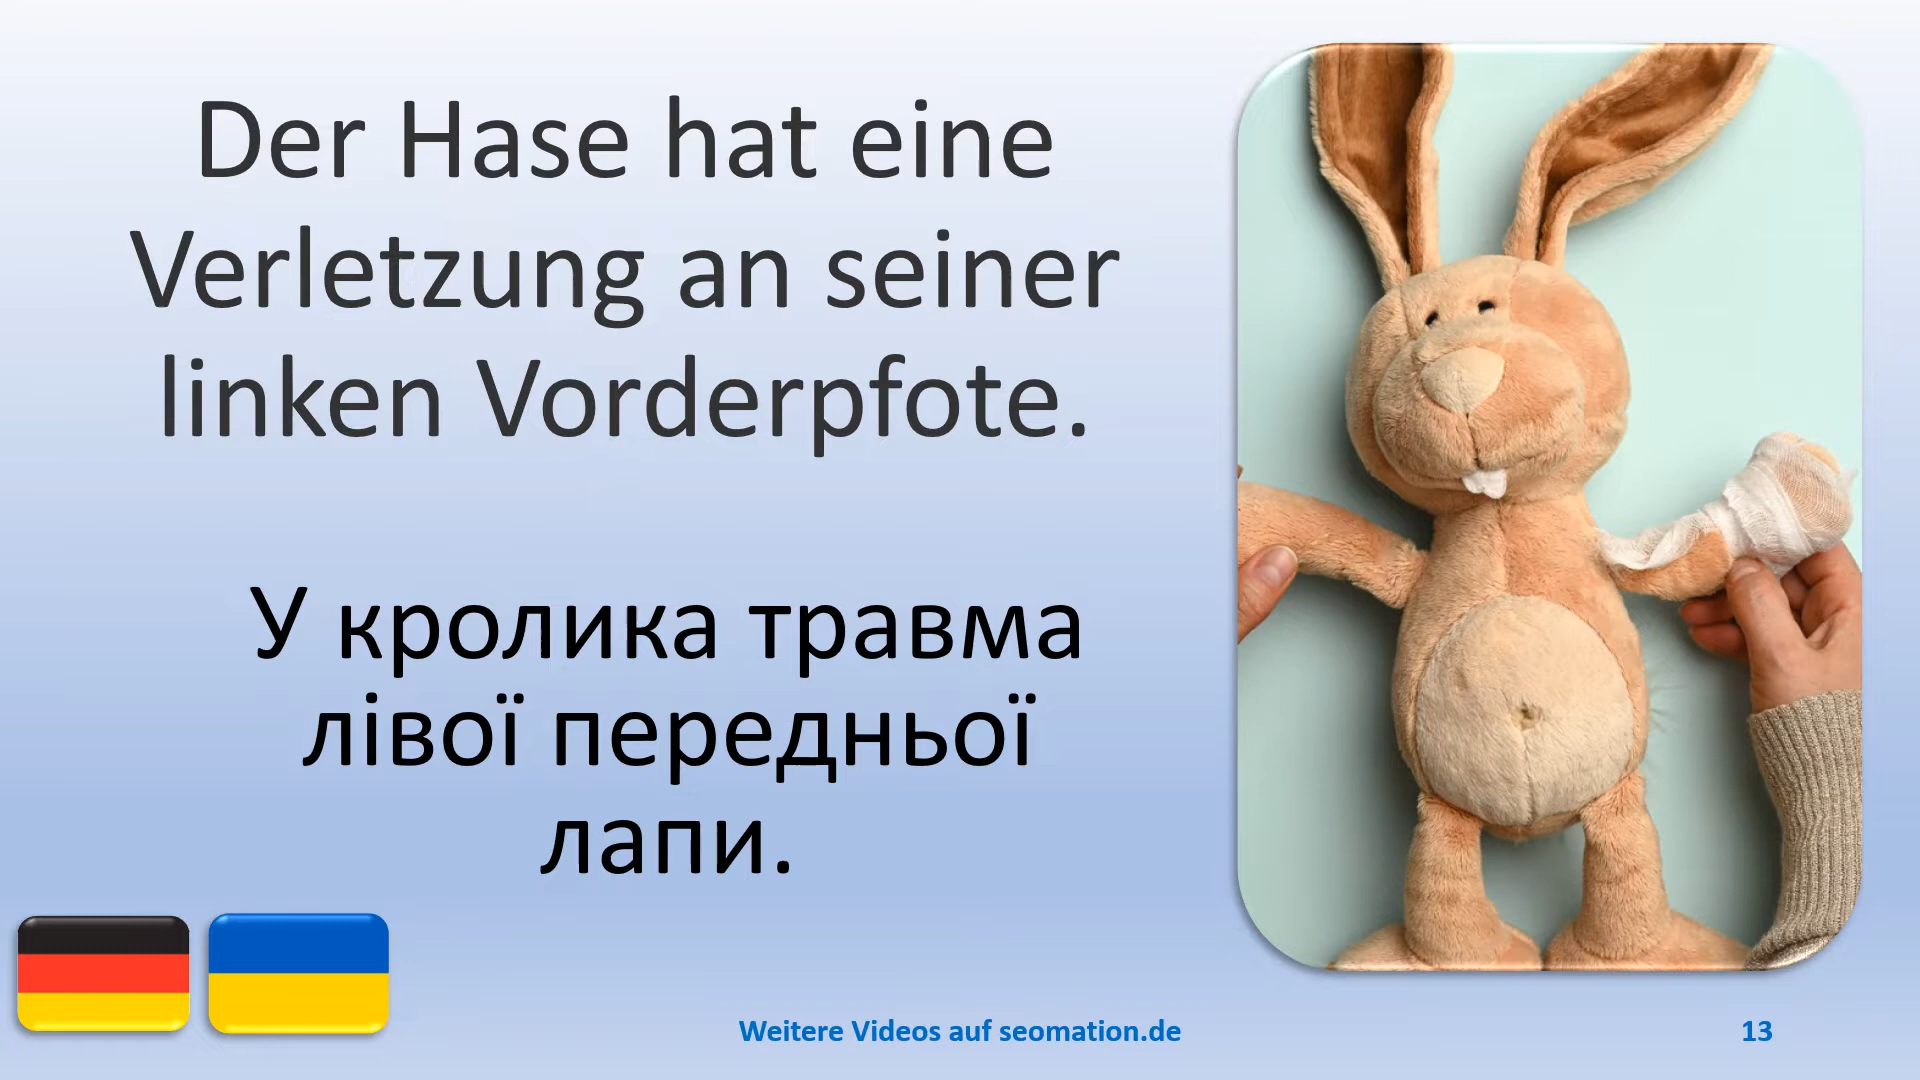 Der Hase hat eine
Verletzung an seiner
linken Vorderpfote.
У кролика травма
лівої передньої
лапи.
Weitere Videos auf seomation.de
13